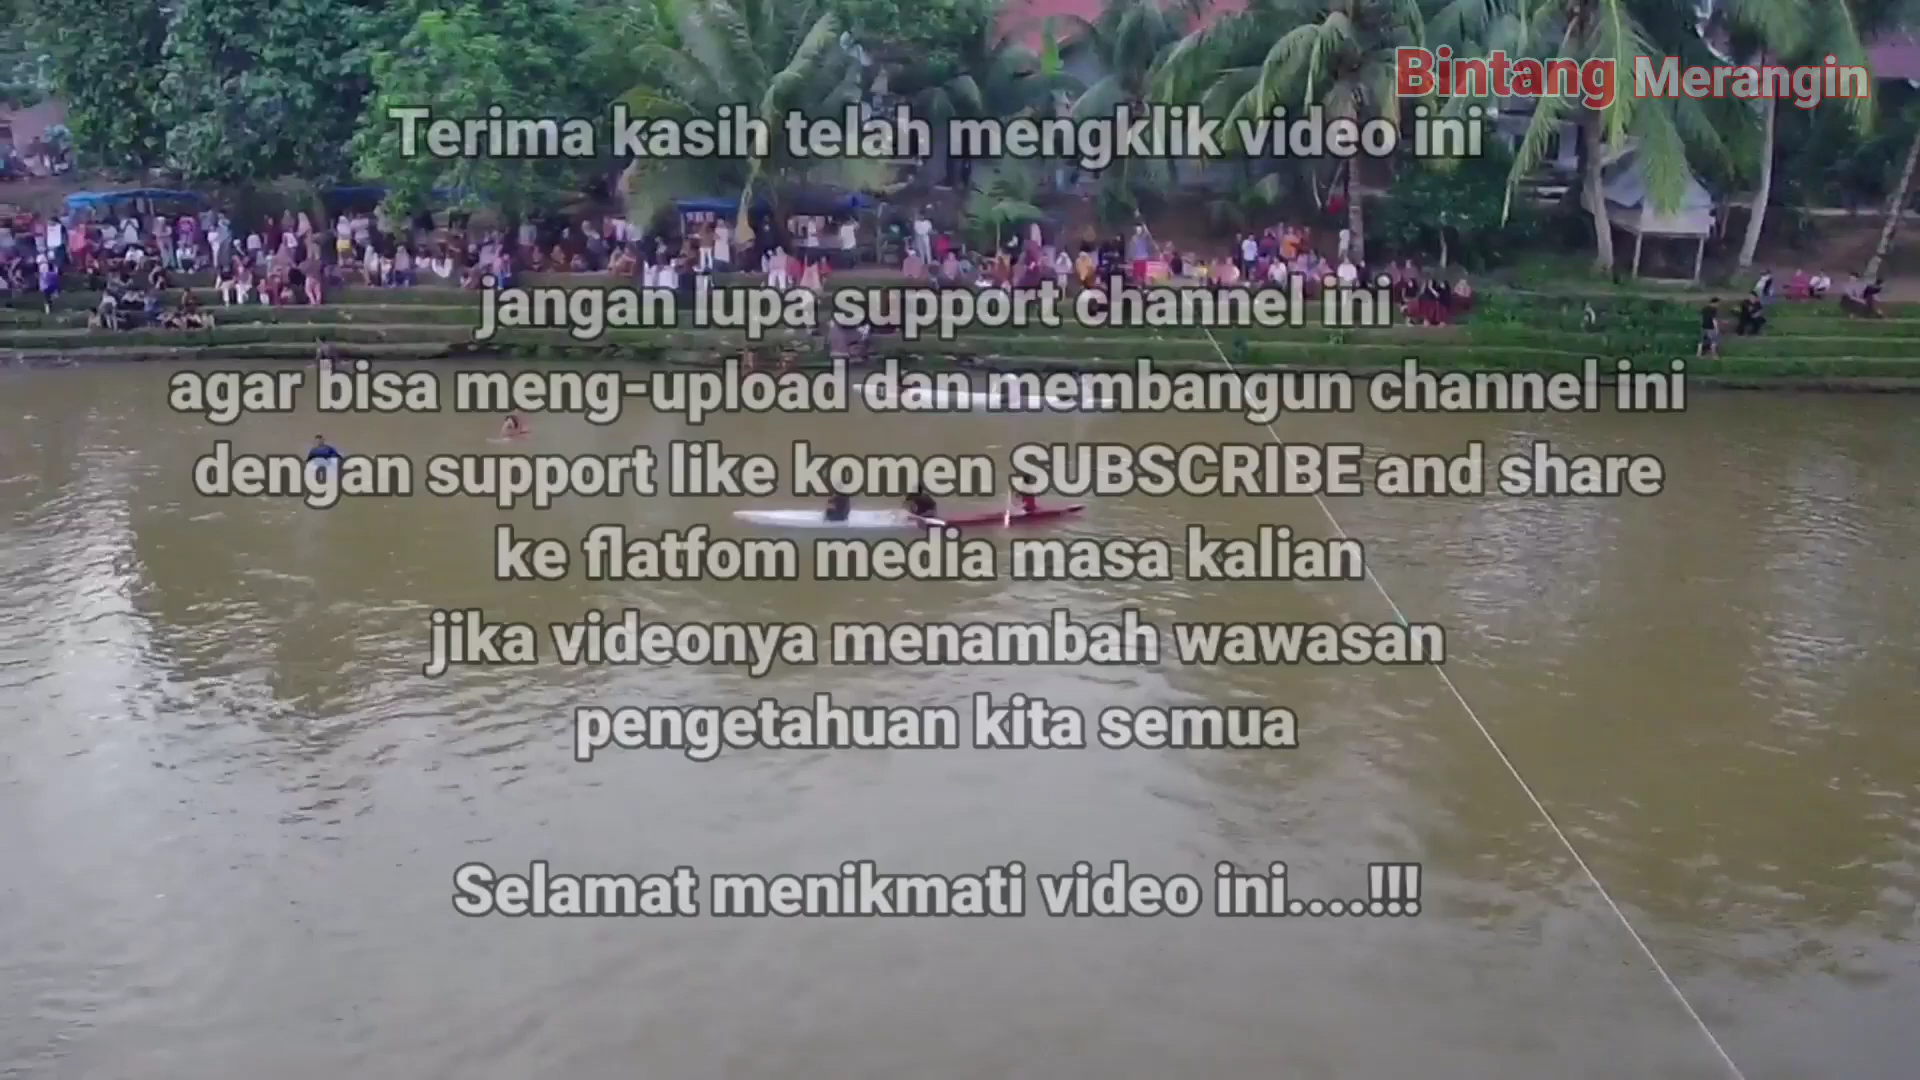 Bintang Merangin
Terima kasih telah mengklik video ini
jangan lupa support channel ini
agar bisa meng-upload dan membangun channel ini
dengan support like komen SUBSCRIBE and share
ke flatfom media masa kalian
jika videonya menambah wawasan
pengetahuan kita semua
Selamat menikmati video ini....!!!